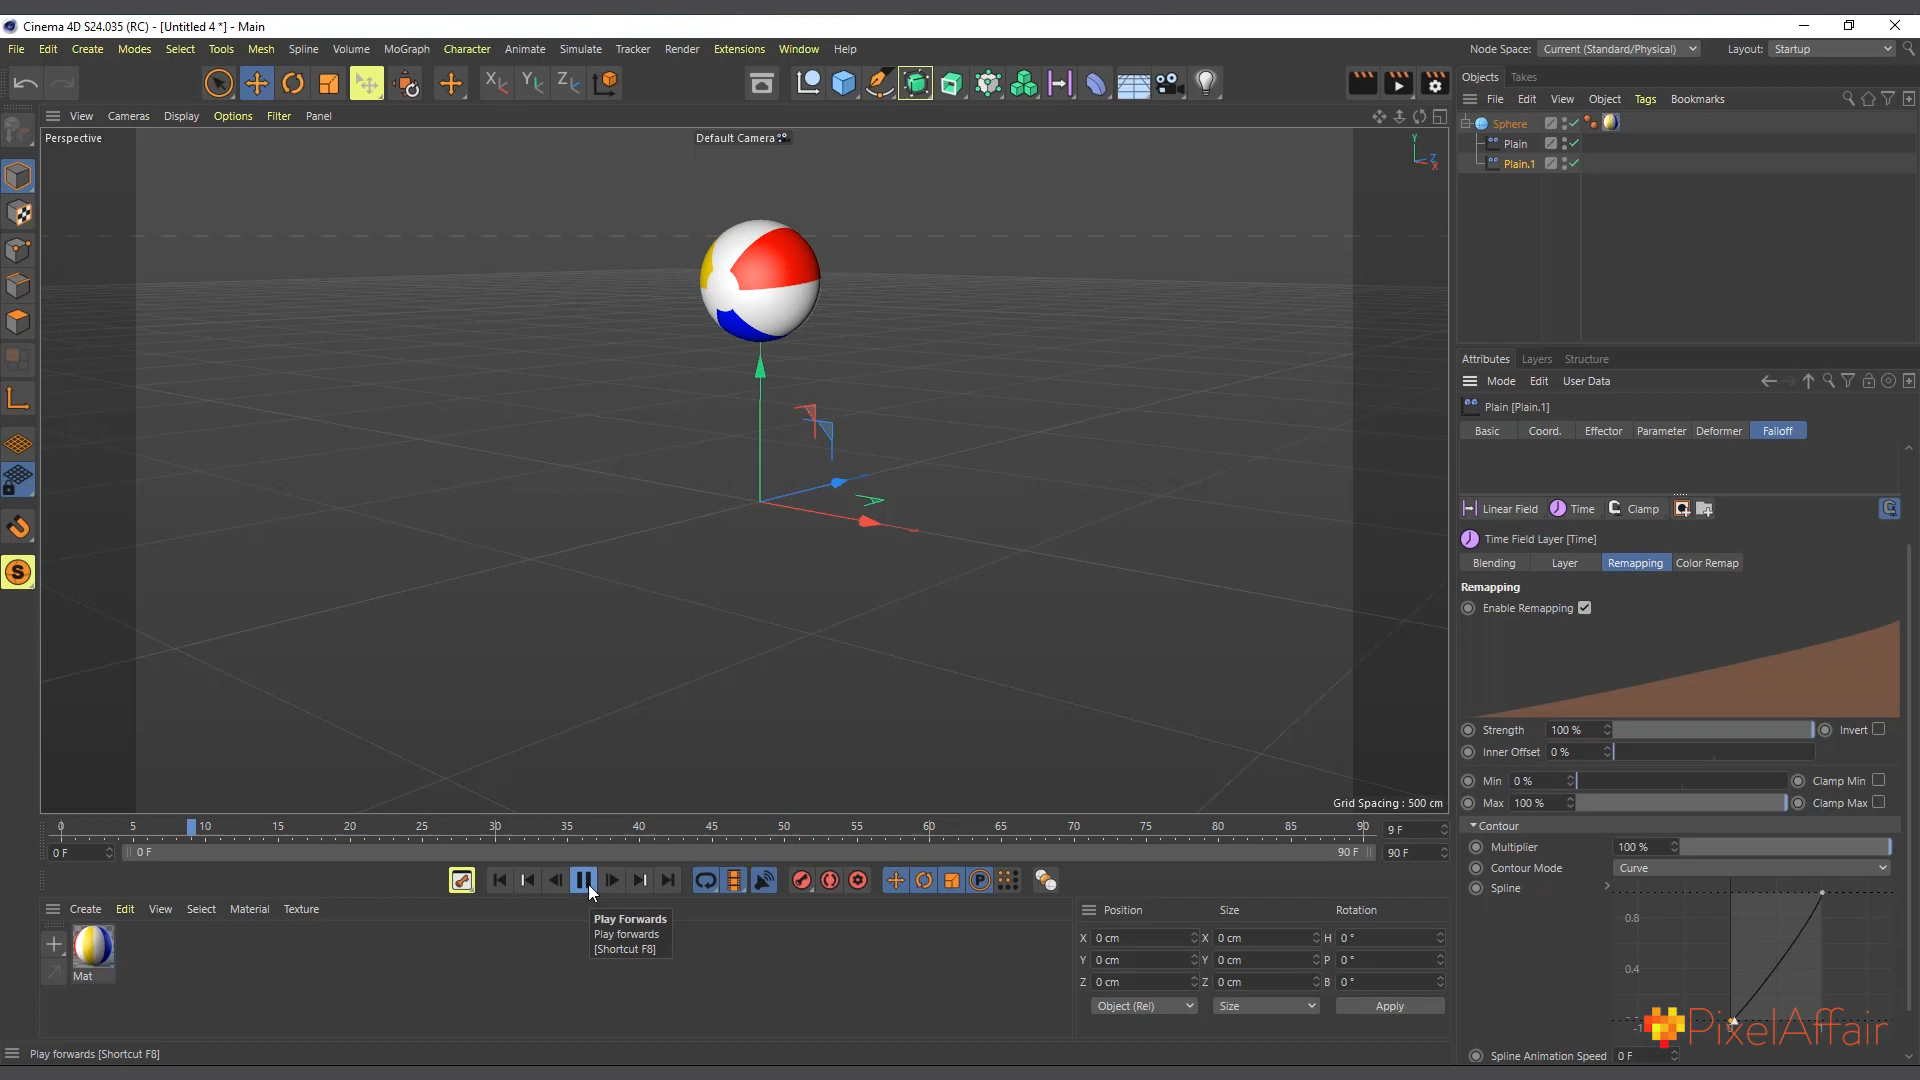 Cinema 4D S24.035 (RC) - [Untitled 4 *] - Main
File Edit Create Modes Select Tools Mesh Spline Volume MoGraph Character Animate Simulate Tracker Render Extensions Window Help
Node Space: Current (Standard/Physical) Layout: Startup
Objects Takes
File Edit View Object Tags Bookmarks
View Cameras Display Options Filter Panel
Perspective
Default Camera
Y
Z
X
Sphere
Plain
Plain.1
Attributes Layers Structure
Mode Edit User Data
Plain [Plain.1]
Basic Coord. Effector Parameter Deformer Falloff
Linear Field Time Clamp
Time Field Layer [Time]
Blending Layer Remapping Color Remap
Remapping
Enable Remapping
Strength 100 % Invert
Inner Offset 0 %
Min 0 % Clamp Min
Max 100 % Clamp Max
Contour
Multiplier 100 %
Contour Mode Curve
Spline
0.8
0.4
PixelAffair
Spline Animation Speed 0 F
Grid Spacing : 500 cm
0 5 10 15 20 25 30 35 40 45 50 55 60 65 70 75 80 85 90 9 F
0 F 0 F 90 F 90 F
Create Edit View Select Material Texture
Mat
Play Forwards
Play forwards
[Shortcut F8]
Position Size Rotation
X 0 cm X 0 cm H 0 °
Y 0 cm Y 0 cm P 0 °
Z 0 cm Z 0 cm B 0 °
Object (Rel) Size Apply
Play forwards [Shortcut F8]